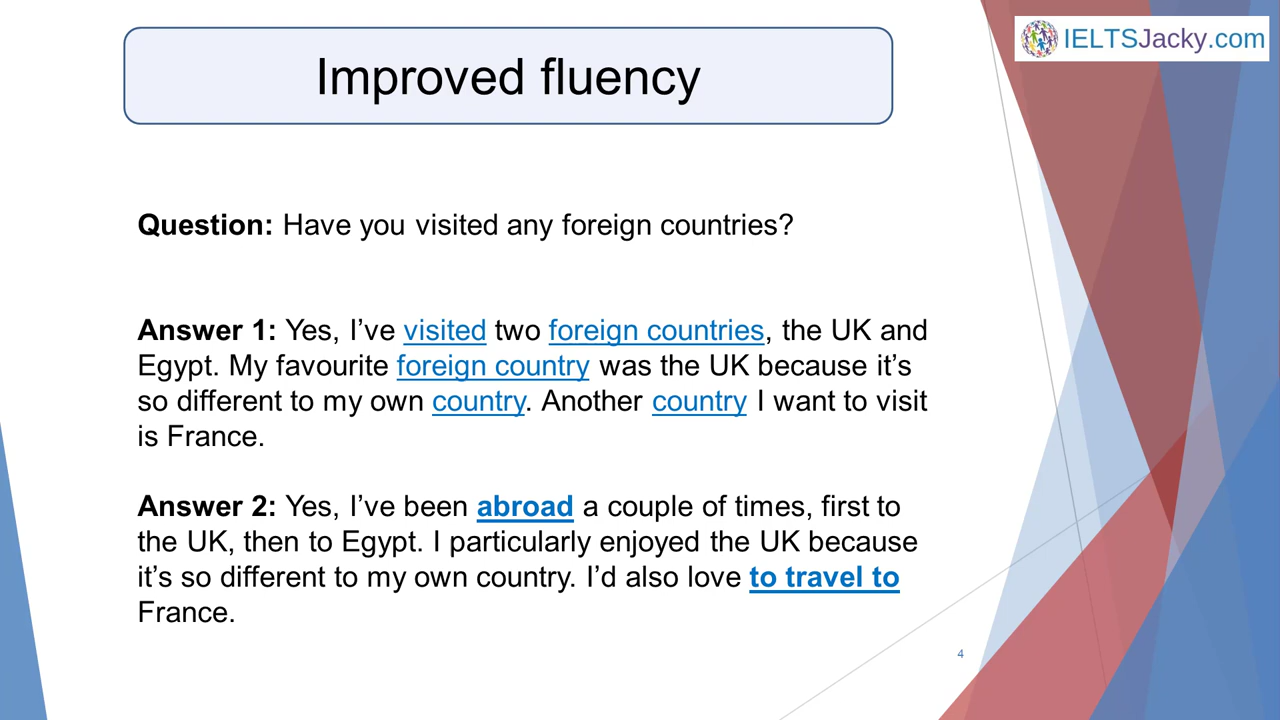 IELTSJacky.com
Improved fluency
Question: Have you visited any foreign countries?
Answer 1: Yes, I’ve visited two foreign countries, the UK and
Egypt. My favourite foreign country was the UK because it’s
so different to my own country. Another country I want to visit
is France.
Answer 2: Yes, I’ve been abroad a couple of times, first to
the UK, then to Egypt. I particularly enjoyed the UK because
it’s so different to my own country. I’d also love to travel to
France.
4